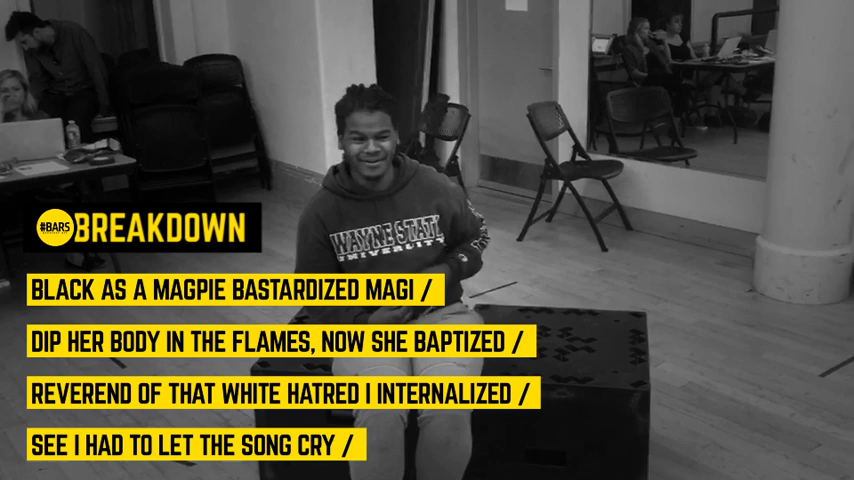 #BARS
BREAKDOWN
WAYNE STATE
UNIVERSITY
BLACK AS A MAGPIE BASTARDIZED MAGI /
DIP HER BODY IN THE FLAMES, NOW SHE BAPTIZED /
REVEREND OF THAT WHITE HATRED I INTERNALIZED /
SEE I HAD TO LET THE SONG CRY /